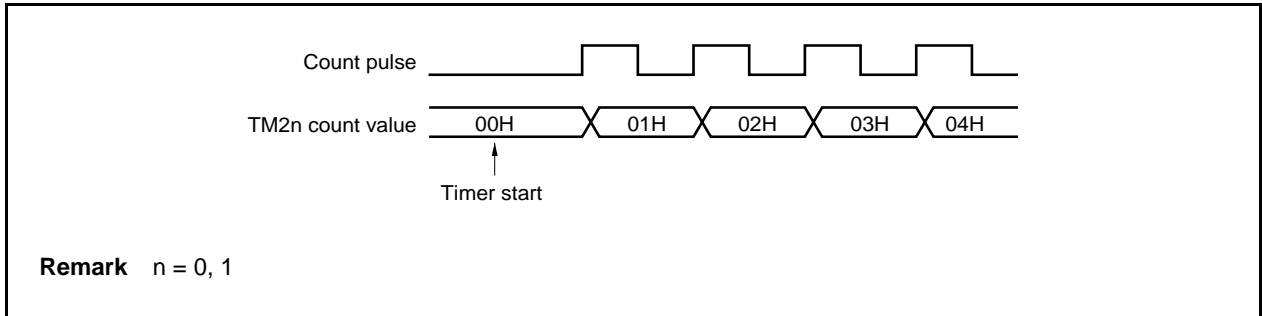 Count pulse
TM2n count value 00H 01H 02H 03H 04H
Timer start
Remark n = 0, 1